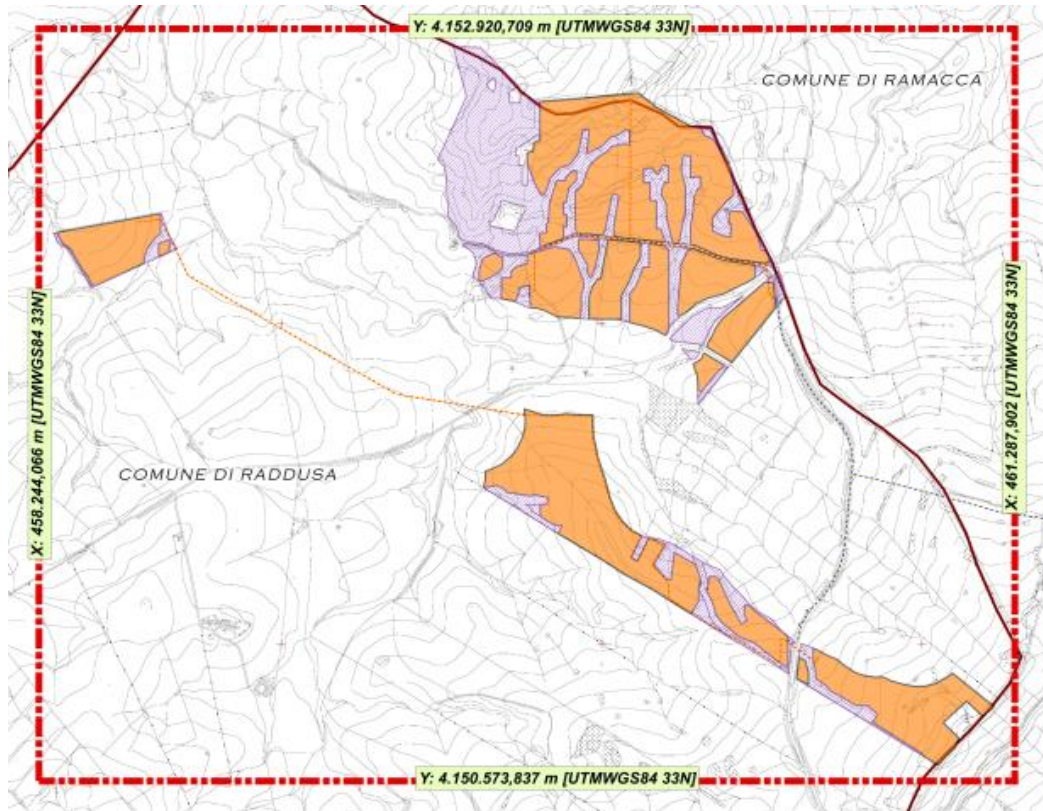 Y: 4.152.920,709 m [UTMWGS84 33N]
COMUNE DI RAMACCA
X: 458.244,066 m [UTMWGS84 33N]
X: 461.287,902 [UTMWGS84 33N]
COMUNE DI RADDUSA
Y: 4.150.573,837 m [UTMWGS84 33N]